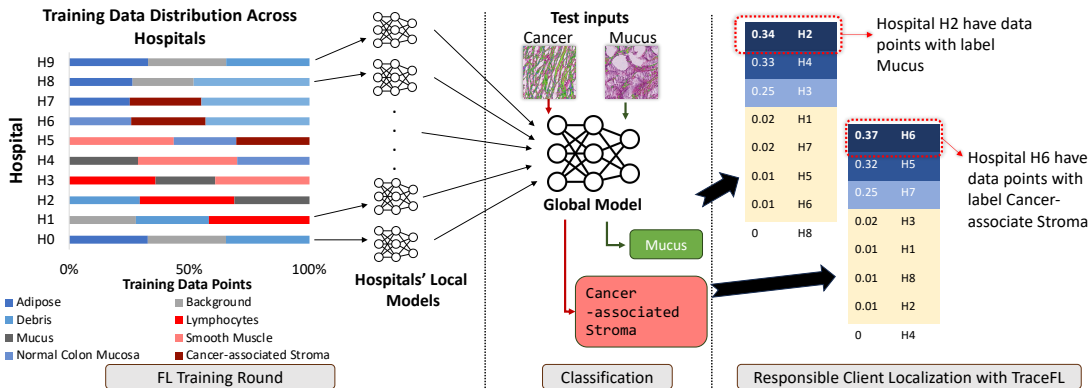 Training Data Distribution Across
Hospitals
Hospital
H9
H8
H7
H6
H5
H4
H3
H2
H1
H0
0%
50%
100%
Training Data Points
Adipose
Background
Debris
Lymphocytes
Mucus
Smooth Muscle
Normal Colon Mucosa
Cancer-associated Stroma
FL Training Round
.
.
.
.
Hospitals' Local
Models
Test inputs
Cancer
Mucus
Global Model
Mucus
Cancer
-associated
Stroma
Classification
0.34 H2
0.33 H4
0.25 H3
0.02 H1
0.02 H7
0.01 H5
0.01 H6
0 H8
Hospital H2 have data
points with label
Mucus
0.37 H6
0.32 H5
0.25 H7
0.02 H3
0.01 H1
0.01 H8
0.01 H2
0 H4
Hospital H6 have
data points with
label Cancer-
associate Stroma
Responsible Client Localization with TraceFL